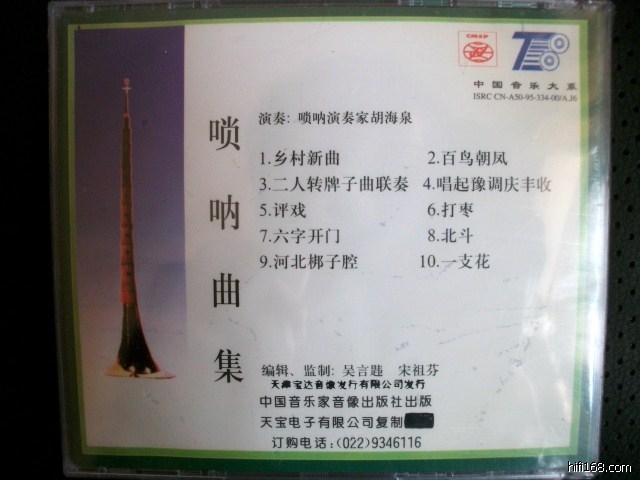 CMSP
中国音乐大系
ISRC CN-A50-95-334-00/A.J6
唢呐曲集
演奏: 唢呐演奏家胡海泉
1.乡村新曲 2.百鸟朝凤
3.二人转牌子曲联奏 4.唱起豫调庆丰收
5.评戏 6.打枣
7.六字开门 8.北斗
9.河北梆子腔 10.一支花
编辑、监制: 吴言韪 宋祖芬
天津宝达音像发行有限公司发行
中国音乐家音像出版社出版
天宝电子有限公司复制
订购电话:(022)9346116
hifi168.com